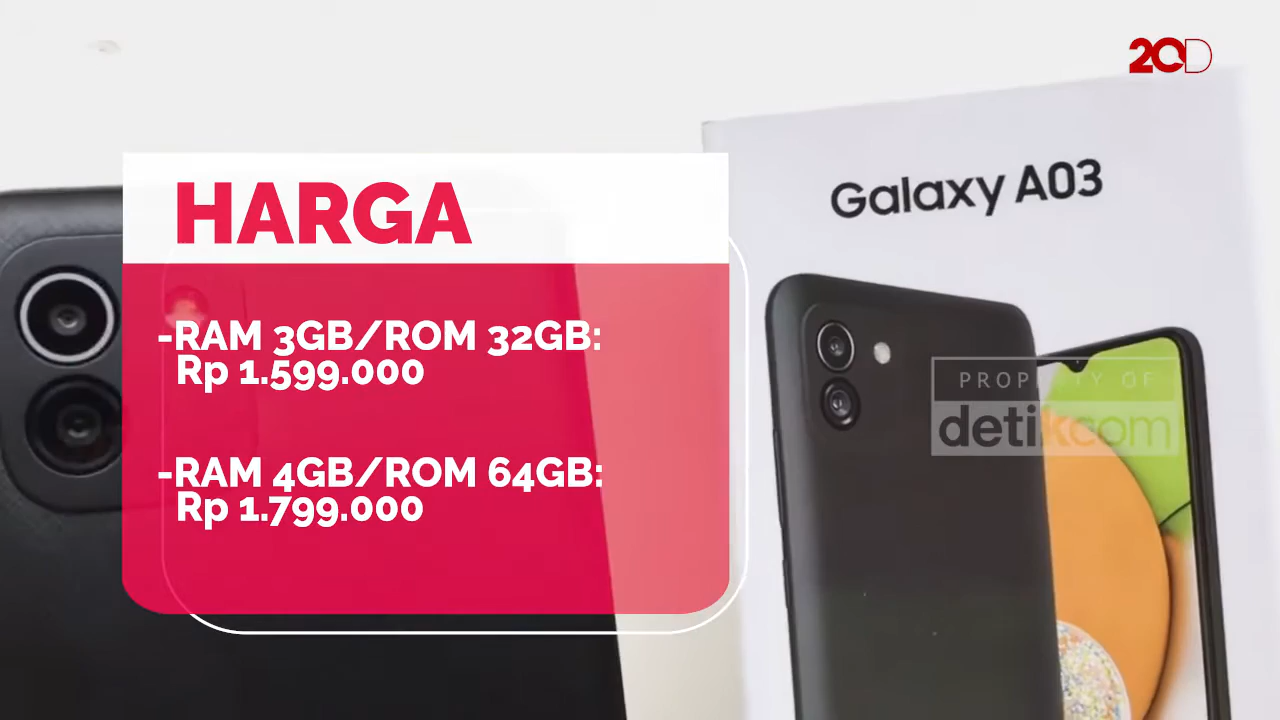 20D
HARGA
-RAM 3GB/ROM 32GB:
Rp 1.599.000
-RAM 4GB/ROM 64GB:
Rp 1.799.000
Galaxy A03
PROPERTY OF
detikcom